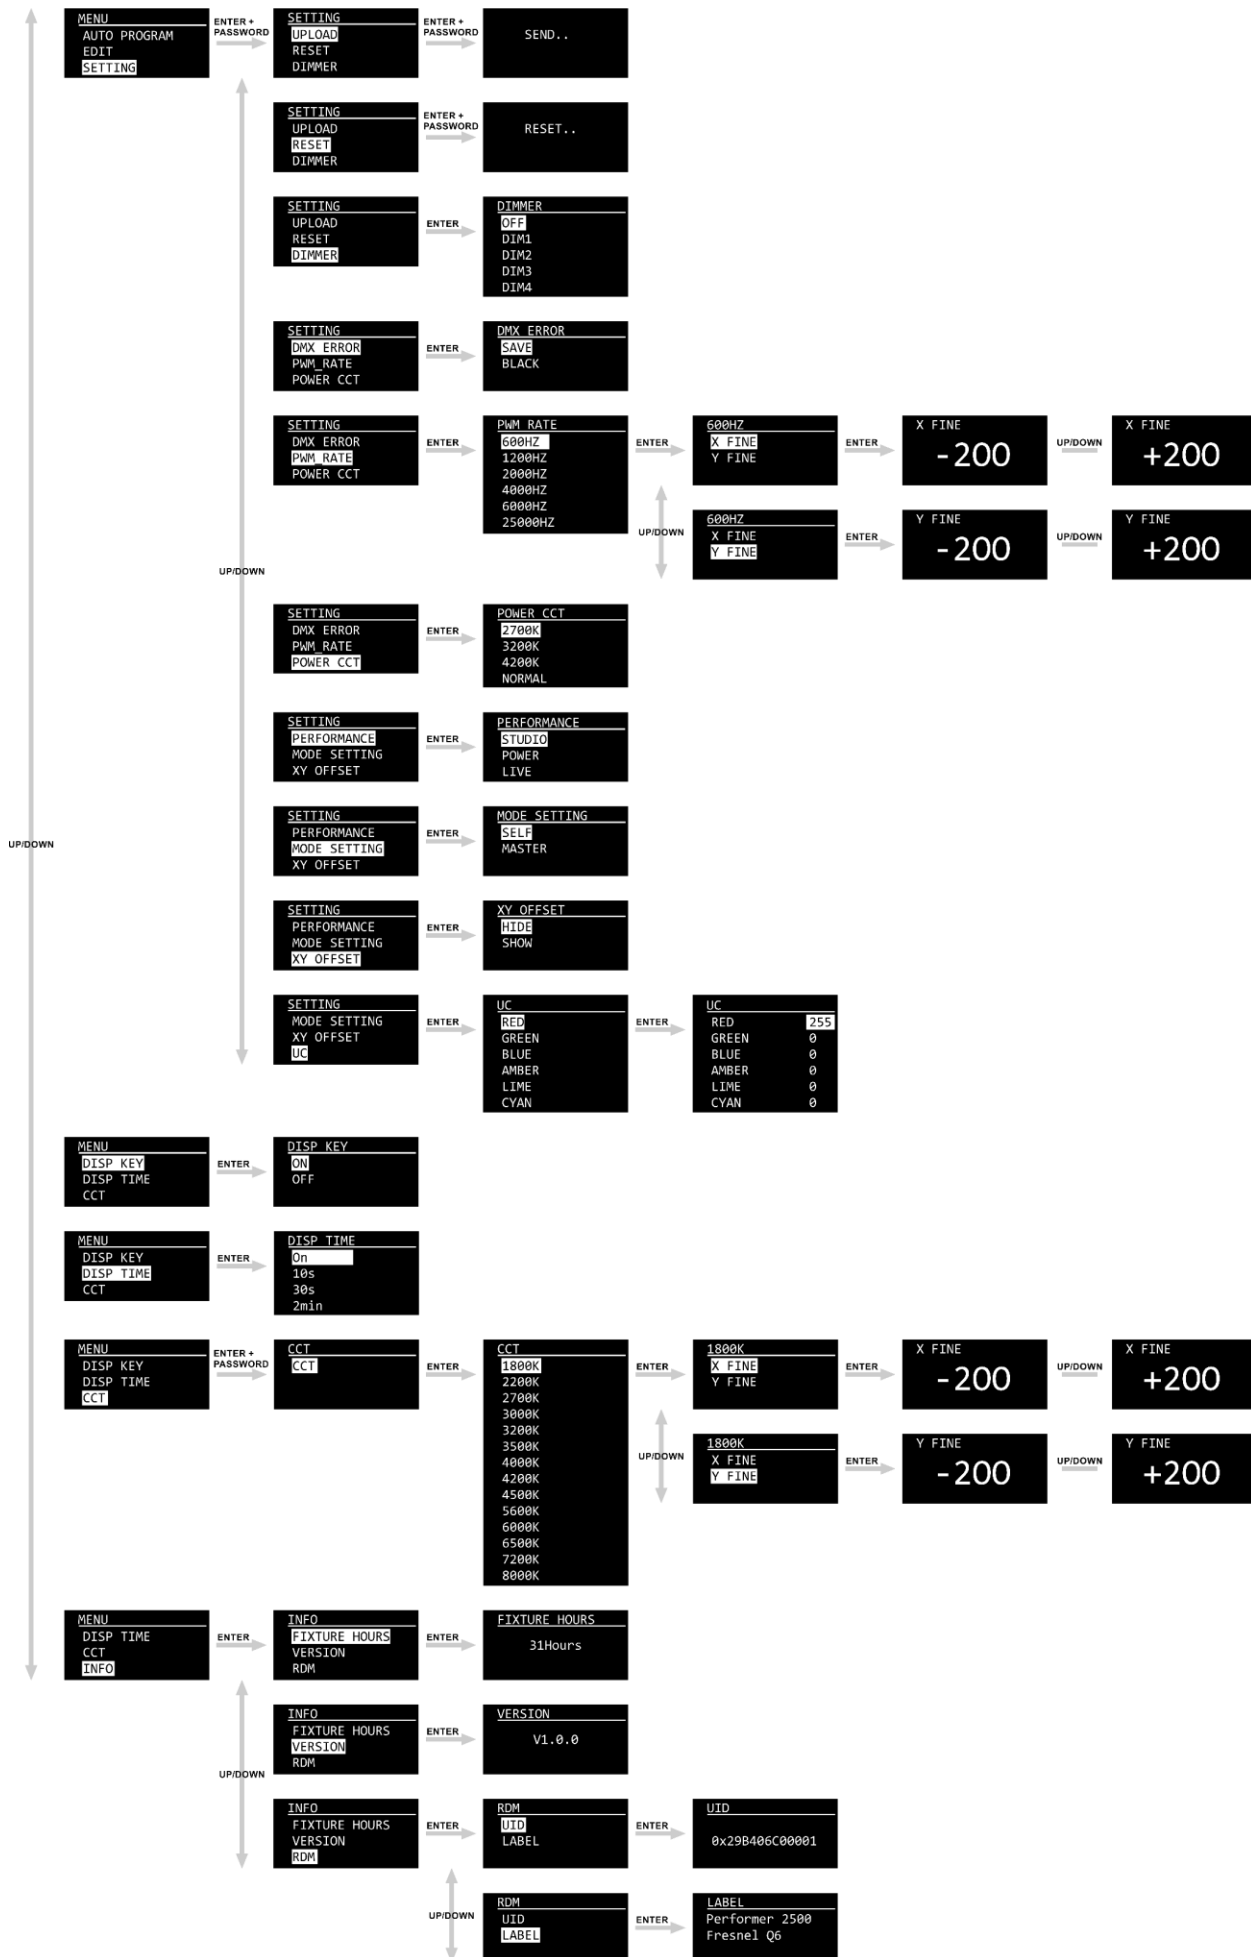 MENU
AUTO PROGRAM
EDIT
SETTING
ENTER +
PASSWORD
SETTING
UPLOAD
RESET
DIMMER
ENTER +
PASSWORD
SEND..
SETTING
UPLOAD
RESET
DIMMER
ENTER +
PASSWORD
RESET..
SETTING
UPLOAD
RESET
DIMMER
ENTER
DIMMER
OFF
DIM1
DIM2
DIM3
DIM4
SETTING
DMX ERROR
PWM_RATE
POWER CCT
ENTER
DMX ERROR
SAVE
BLACK
SETTING
DMX ERROR
PWM_RATE
POWER CCT
ENTER
PWM RATE
600HZ
1200HZ
2000HZ
4000HZ
6000HZ
25000HZ
ENTER
600HZ
X FINE
Y FINE
ENTER
X FINE
-200
UP/DOWN
X FINE
+200
UP/DOWN
600HZ
X FINE
Y FINE
ENTER
Y FINE
-200
UP/DOWN
Y FINE
+200
UP/DOWN
SETTING
DMX ERROR
PWM_RATE
POWER CCT
ENTER
POWER CCT
2700K
3200K
4200K
NORMAL
SETTING
PERFORMANCE
MODE SETTING
XY OFFSET
ENTER
PERFORMANCE
STUDIO
POWER
LIVE
UP/DOWN
SETTING
PERFORMANCE
MODE SETTING
XY OFFSET
ENTER
MODE SETTING
SELF
MASTER
SETTING
PERFORMANCE
MODE SETTING
XY OFFSET
ENTER
XY OFFSET
HIDE
SHOW
SETTING
MODE SETTING
XY OFFSET
UC
ENTER
UC
RED
GREEN
BLUE
AMBER
LIME
CYAN
ENTER
UC
RED 255
GREEN 0
BLUE 0
AMBER 0
LIME 0
CYAN 0
MENU
DISP KEY
DISP TIME
CCT
ENTER
DISP KEY
ON
OFF
MENU
DISP KEY
DISP TIME
CCT
ENTER
DISP TIME
On
10s
30s
2min
MENU
DISP KEY
DISP TIME
CCT
ENTER +
PASSWORD
CCT
CCT
ENTER
CCT
1800K
2200K
2700K
3000K
3200K
3500K
4000K
4200K
4500K
5600K
6000K
6500K
7200K
8000K
ENTER
1800K
X FINE
Y FINE
ENTER
X FINE
-200
UP/DOWN
X FINE
+200
UP/DOWN
1800K
X FINE
Y FINE
ENTER
Y FINE
-200
UP/DOWN
Y FINE
+200
MENU
DISP TIME
CCT
INFO
ENTER
INFO
FIXTURE HOURS
VERSION
RDM
ENTER
FIXTURE HOURS
31Hours
INFO
FIXTURE HOURS
VERSION
RDM
ENTER
VERSION
V1.0.0
UP/DOWN
INFO
FIXTURE HOURS
VERSION
RDM
ENTER
RDM
UID
LABEL
ENTER
UID
0x29B406C00001
UP/DOWN
RDM
UID
LABEL
ENTER
LABEL
Performer 2500
Fresnel Q6